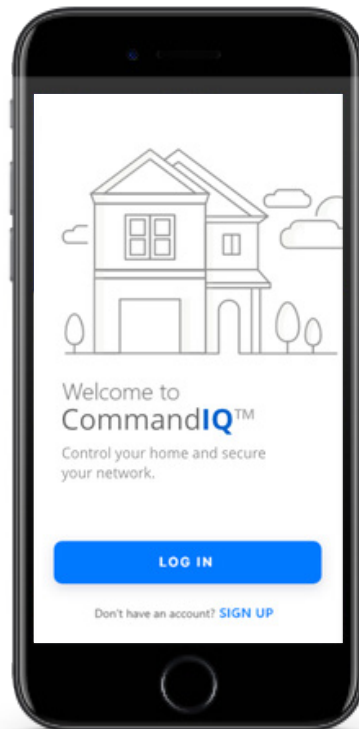 Welcome to
CommandIQ™
Control your home and secure
your network.
LOG IN
Don't have an account? SIGN UP